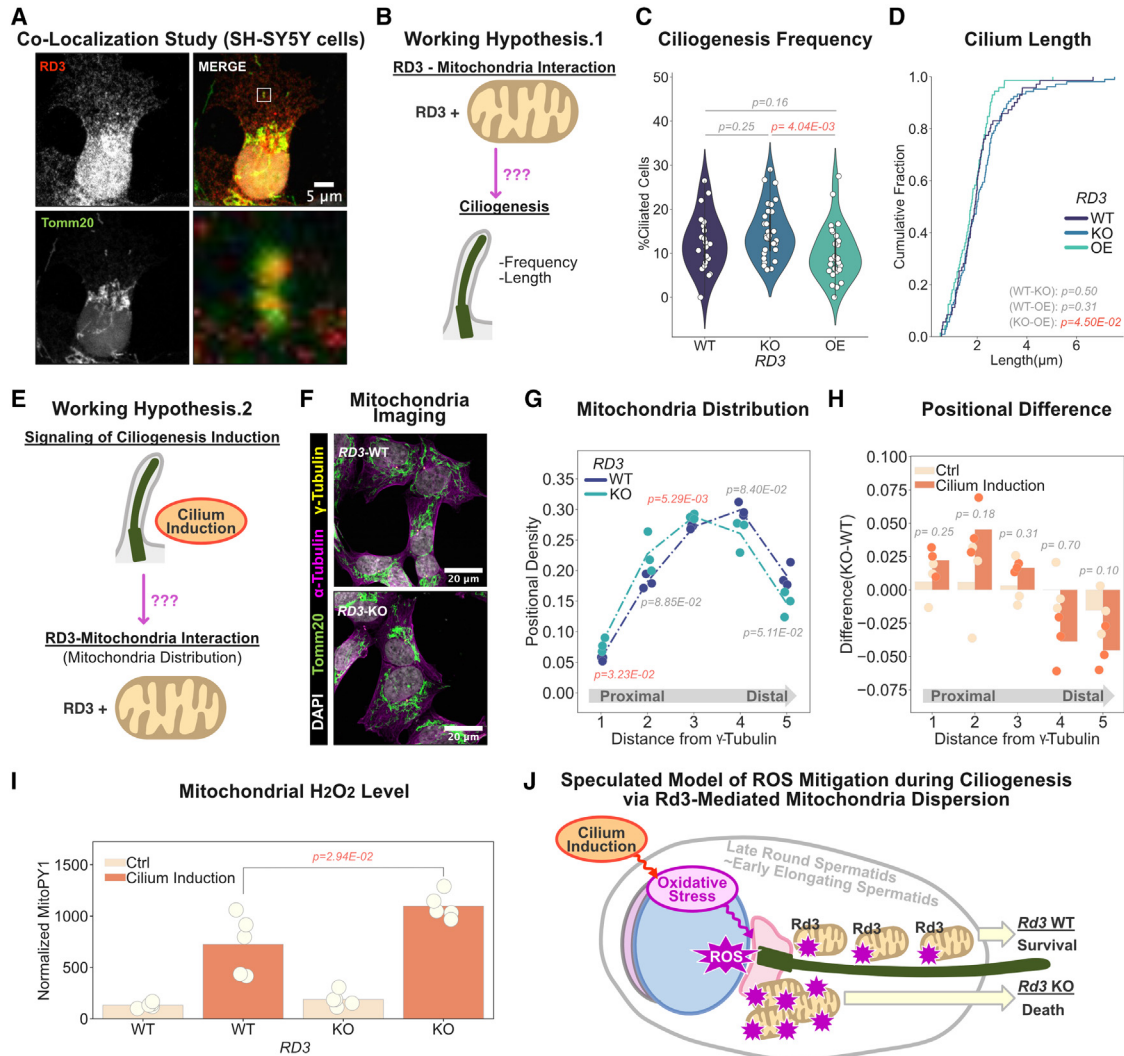 A
Co-Localization Study (SH-SY5Y cells)
RD3
MERGE
5 µm
Tomm20
B
Working Hypothesis.1
RD3 - Mitochondria Interaction
RD3 +
???
Ciliogenesis
-Frequency
-Length
C
Ciliogenesis Frequency
%Ciliated Cells
50
40
30
20
10
0
p=0.16
p=0.25
p= 4.04E-03
WT
KO
OE
RD3
D
Cilium Length
Cumulative Fraction
1.0
0.8
0.6
0.4
0.2
0.0
RD3
WT
KO
OE
(WT-KO): p=0.50
(WT-OE): p=0.31
(KO-OE): p=4.50E-02
2
4
6
Length(µm)
E
Working Hypothesis.2
Signaling of Ciliogenesis Induction
Cilium
Induction
???
RD3-Mitochondria Interaction
(Mitochondria Distribution)
RD3 +
F
Mitochondria
Imaging
DAPI Tomm20 α-Tubulin γ-Tubulin
RD3-WT
20 µm
RD3-KO
20 µm
G
Mitochondria Distribution
Positional Density
0.35
0.30
0.25
0.20
0.15
0.10
0.05
0.00
RD3
WT
KO
p=8.40E-02
p=5.29E-03
p=8.85E-02
p=5.11E-02
p=3.23E-02
Proximal
Distal
1
2
3
4
5
Distance from γ-Tubulin
H
Positional Difference
Difference(KO-WT)
0.100
0.075
0.050
0.025
0.000
−0.025
−0.050
−0.075
Ctrl
Cilium Induction
p= 0.25
p= 0.18
p= 0.31
p= 0.70
p= 0.10
Proximal
Distal
1
2
3
4
5
Distance from γ-Tubulin
I
Mitochondrial H2O2 Level
Normalized MitoPY1
1500
1000
500
0
Ctrl
Cilium Induction
p=2.94E-02
WT
WT
KO
KO
RD3
J
Speculated Model of ROS Mitigation during Ciliogenesis
via Rd3-Mediated Mitochondria Dispersion
Cilium
Induction
Late Round Spermatids
~Early Elongating Spermatids
Oxidative
Stress
ROS
Rd3
Rd3
Rd3
Rd3 WT
Survival
Rd3 KO
Death